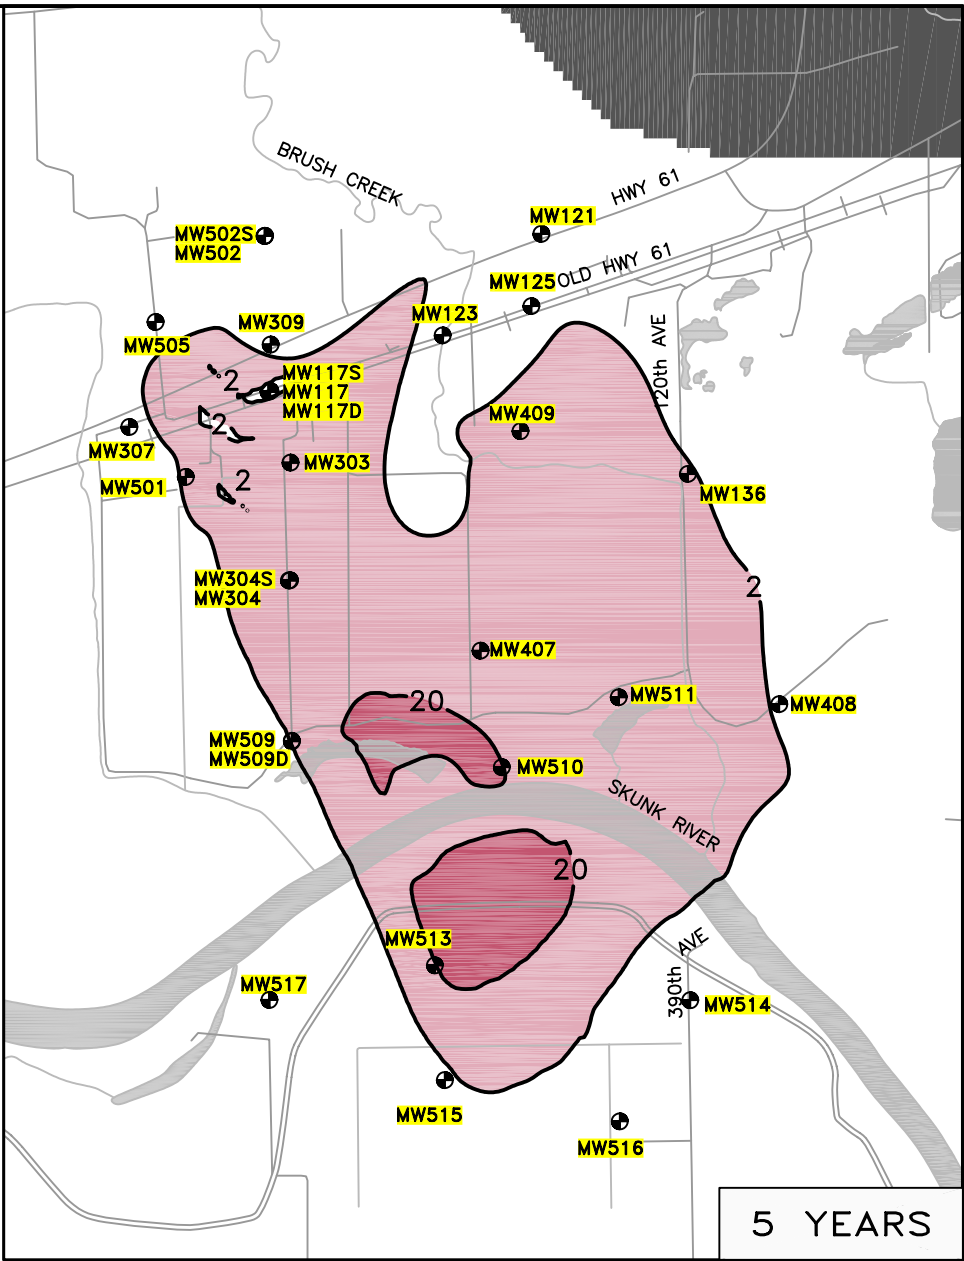 BRUSH CREEK
HWY 61
MW121
MW502S
MW502
OLD HWY 61
MW125
MW123
MW309
MW505
120th AVE
2
MW117S
MW117
MW117D
MW409
2
MW307
MW303
MW501
2
MW136
MW304S
MW304
2
MW407
MW511
20
MW408
MW509
MW509D
MW510
SKUNK RIVER
20
MW513
390th AVE
MW517
MW514
MW515
MW516
5 YEARS